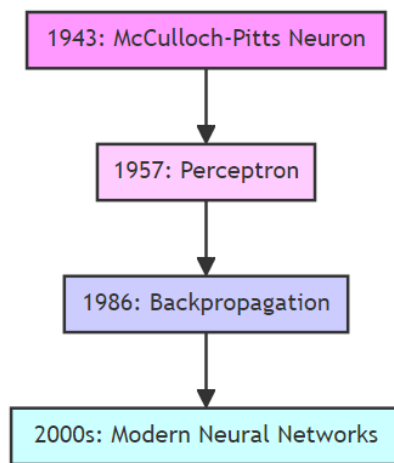 1943: McCulloch-Pitts Neuron
1957: Perceptron
1986: Backpropagation
2000s: Modern Neural Networks